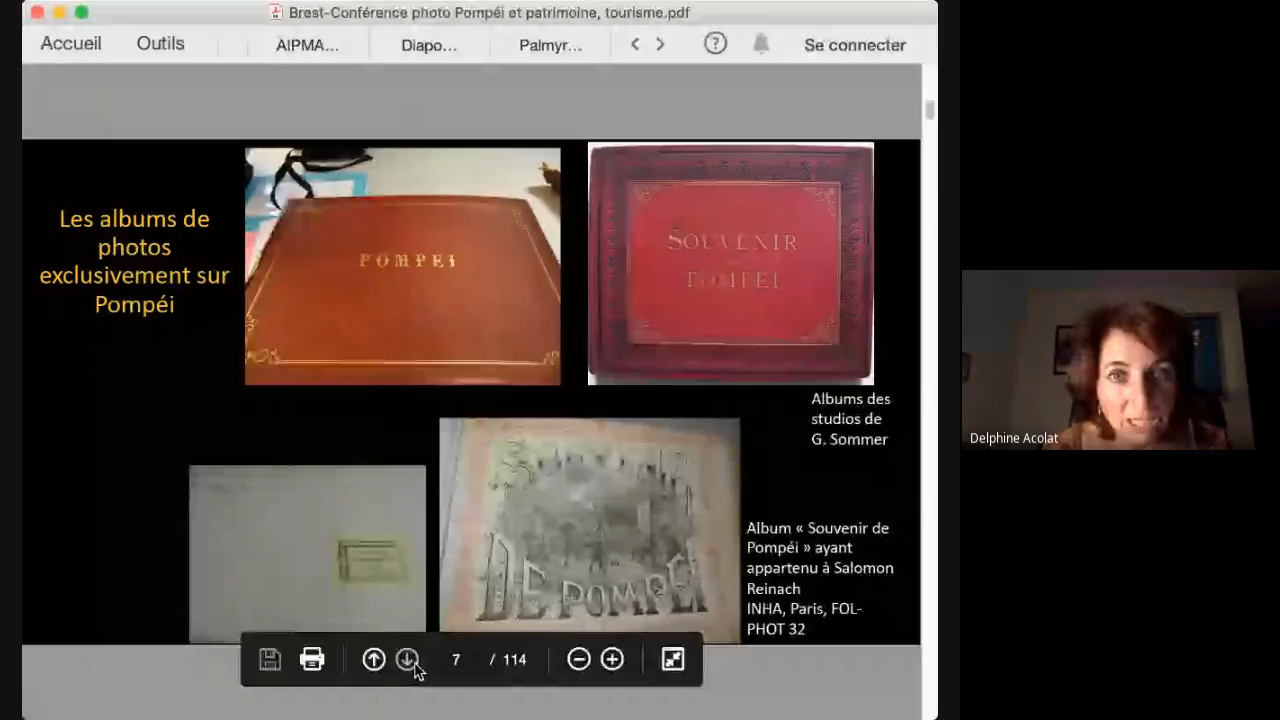 Brest-Conférence photo Pompéi et patrimoine, tourisme.pdf
Accueil
Outils
AIPMA...
Diapo...
Palmyr...
Se connecter
Les albums de
photos
exclusivement sur
Pompéi
POMPEI
SOUVENIR
POMPEI
Albums des
studios de
G. Sommer
Delphine Acolat
Souvenir
DE POMPÉI
Album « Souvenir de
Pompéi » ayant
appartenu à Salomon
Reinach
INHA, Paris, FOL-
PHOT 32
7 / 114